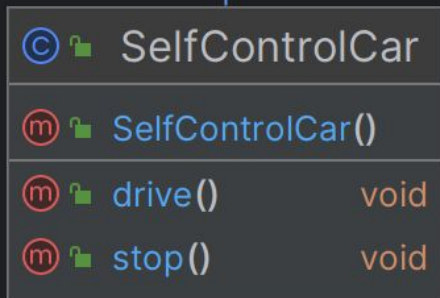 C SelfControlCar
m SelfControlCar()
m drive() void
m stop() void